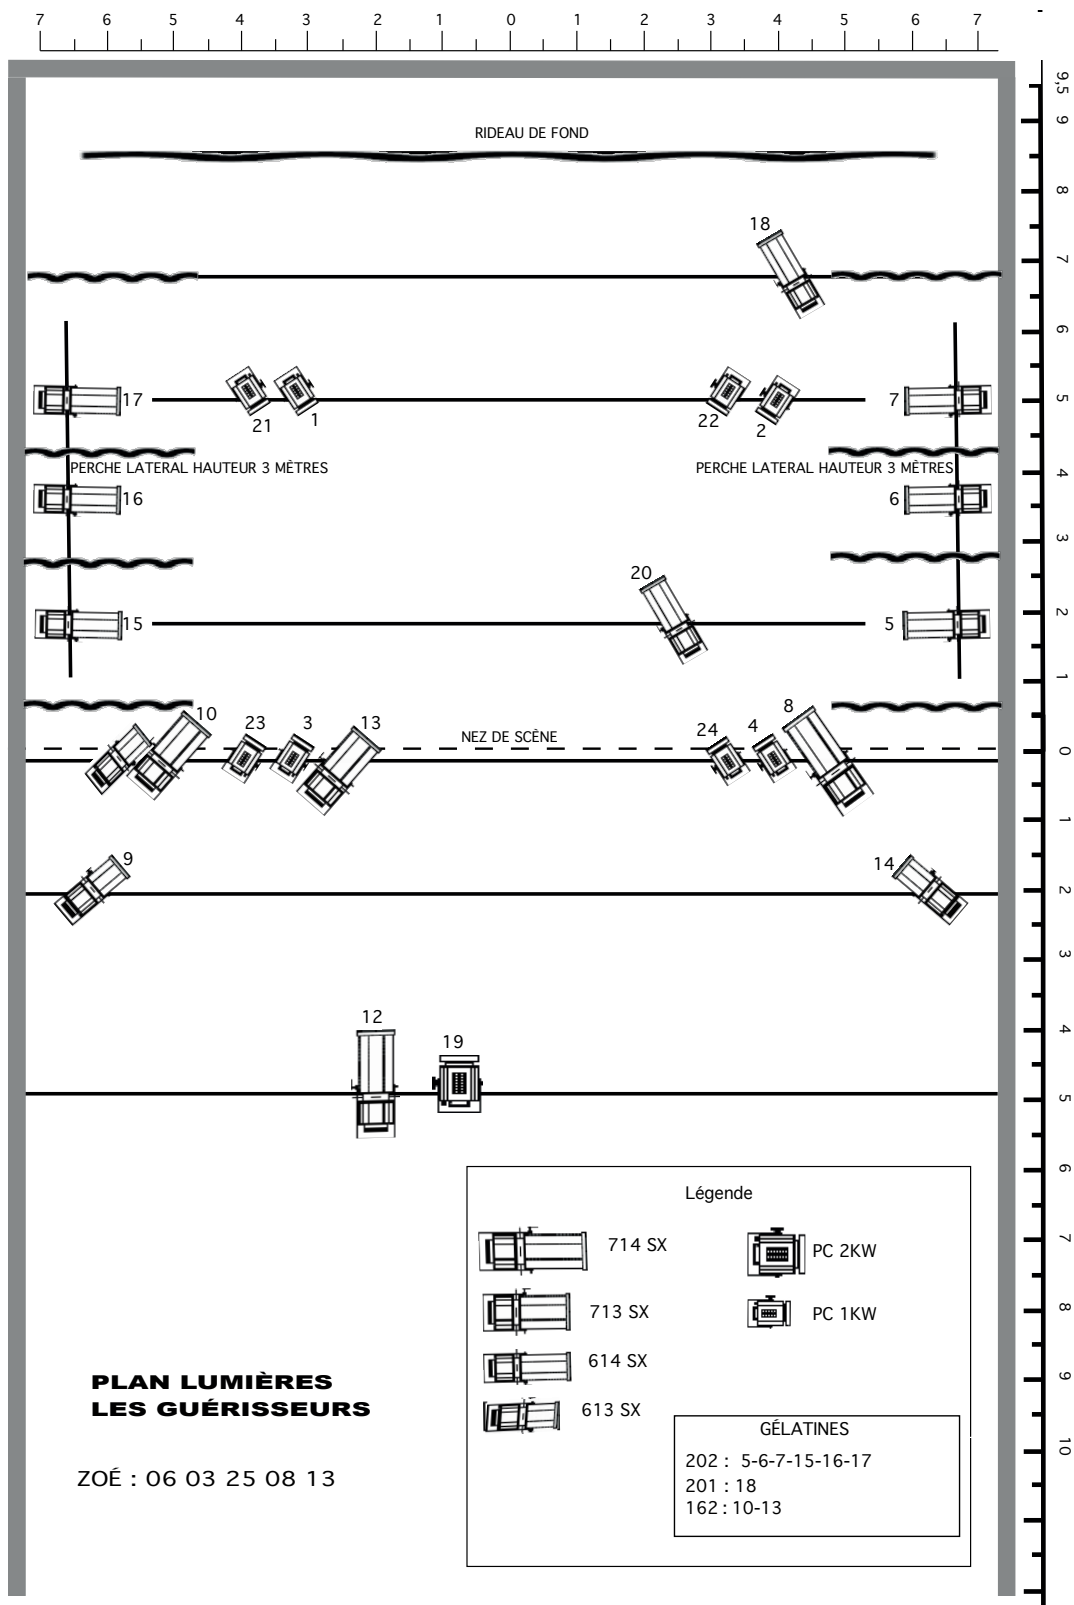 7 6 5 4 3 2 1 0 1 2 3 4 5 6 7
9,5
9
RIDEAU DE FOND
8
18
7
6
17
21
1
22
2
7
5
PERCHE LATERAL HAUTEUR 3 MÈTRES
PERCHE LATERAL HAUTEUR 3 MÈTRES
4
16
6
3
20
15
5
2
1
10
23
3
13
NEZ DE SCÈNE
24
4
8
0
1
9
14
2
3
12
19
4
5
6
Légende
714 SX
PC 2KW
7
713 SX
PC 1KW
8
614 SX
9
613 SX
10
PLAN LUMIÈRES
LES GUÉRISSEURS
ZOÉ : 06 03 25 08 13
GÉLATINES
202 : 5-6-7-15-16-17
201 : 18
162 : 10-13